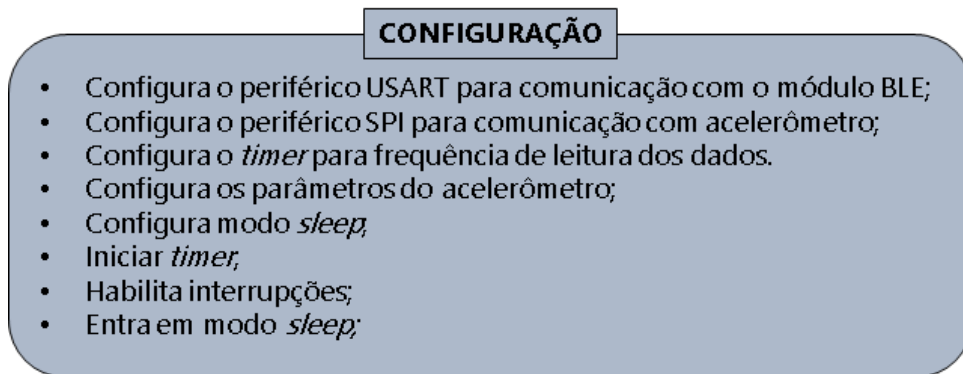 CONFIGURAÇÃO
• Configura o periférico USART para comunicação com o módulo BLE;
• Configura o periférico SPI para comunicação com acelerômetro;
• Configura o timer para frequência de leitura dos dados.
• Configura os parâmetros do acelerômetro;
• Configura modo sleep;
• Iniciar timer;
• Habilita interrupções;
• Entra em modo sleep;